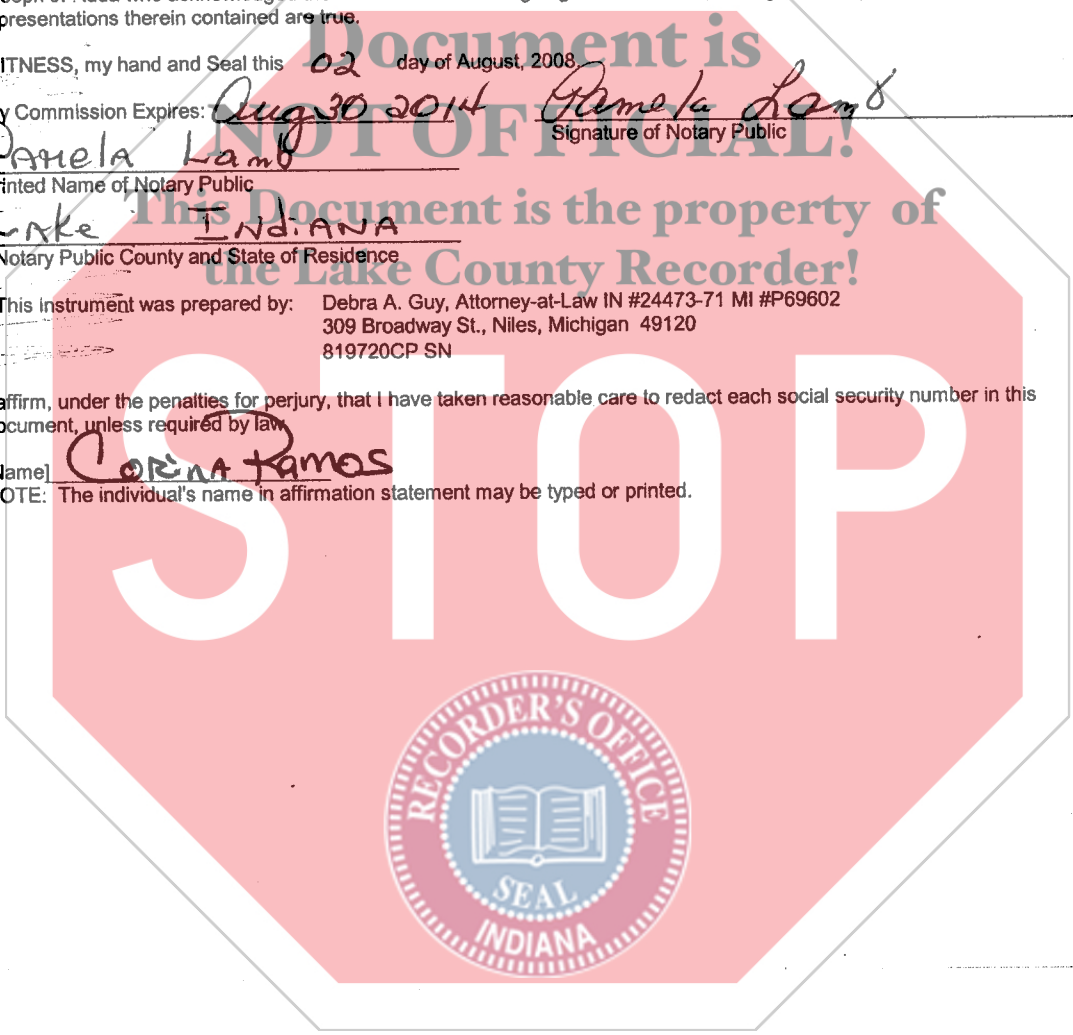 presentations therein contained are true.
Document is
ITNESS, my hand and Seal this 02 day of August, 2008
y Commission Expires: Aug 30 2014 Pamela Lamb
NOT OFFICIAL!
Signature of Notary Public
Pamela Lamb
inted Name of Notary Public
This Document is the property of
Lake INdiANA
Notary Public County and State of Residence
the Lake County Recorder!
This instrument was prepared by: Debra A. Guy, Attorney-at-Law IN #24473-71 MI #P69602
309 Broadway St., Niles, Michigan 49120
819720CP SN
STOP
affirm, under the penalties for perjury, that I have taken reasonable care to redact each social security number in this
ocument, unless required by law
ame] CORINA Ramos
OTE: The individual's name in affirmation statement may be typed or printed.
RECORDER'S OFFICE
SEAL
INDIANA